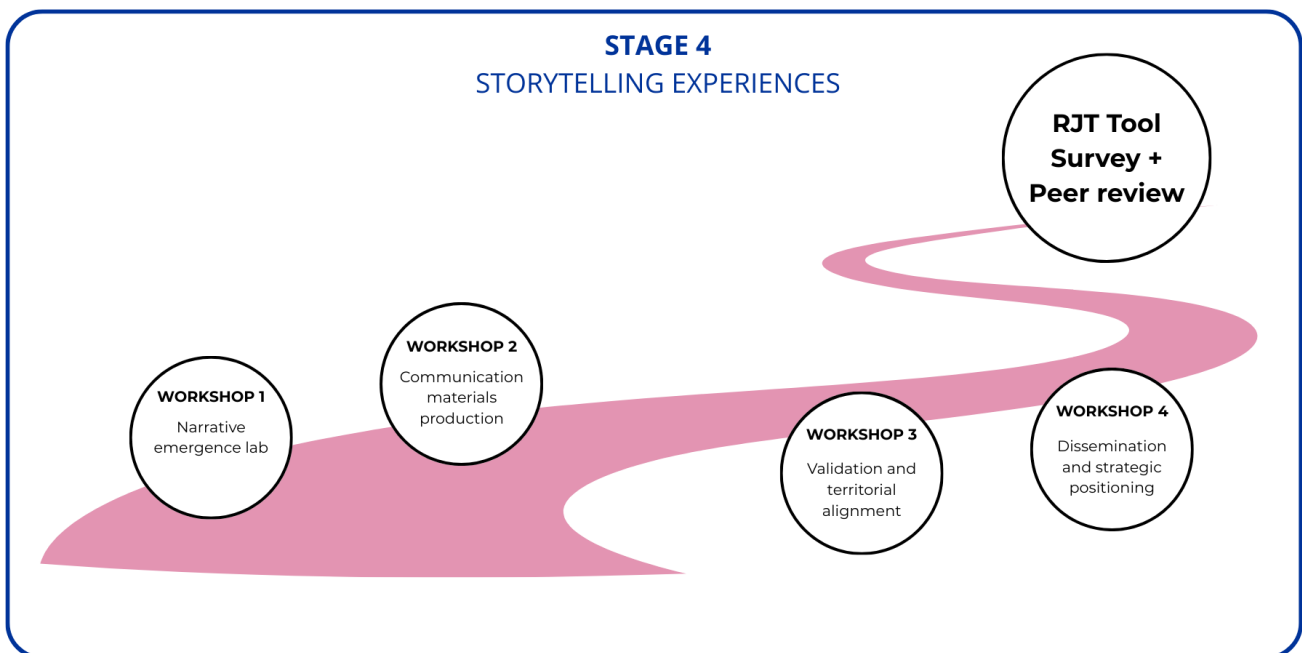 STAGE 4
STORYTELLING EXPERIENCES
RJT Tool
Survey +
Peer review
WORKSHOP 1
Narrative
emergence lab
WORKSHOP 2
Communication
materials
production
WORKSHOP 3
Validation and
territorial
alignment
WORKSHOP 4
Dissemination
and strategic
positioning